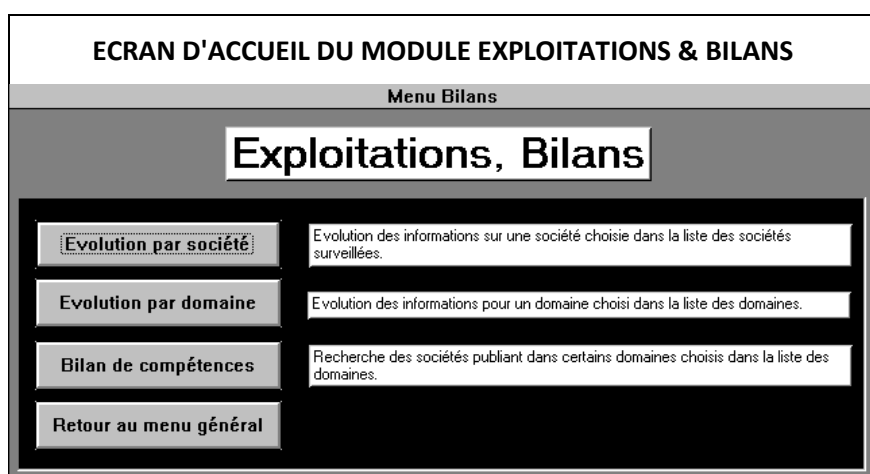 ECRAN D'ACCUEIL DU MODULE EXPLOITATIONS & BILANS
Menu Bilans
Exploitations, Bilans
Evolution par société
Evolution des informations sur une société choisie dans la liste des sociétés
surveillées.
Evolution par domaine
Evolution des informations pour un domaine choisi dans la liste des domaines.
Bilan de compétences
Recherche des sociétés publiant dans certains domaines choisis dans la liste des
domaines.
Retour au menu général